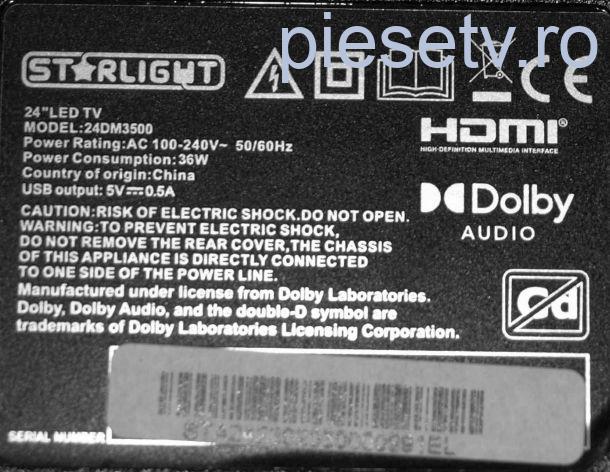 piesetv.ro
STARLIGHT
CE
24"LED TV
MODEL:24DM3500
Power Rating:AC 100-240V~ 50/60Hz
Power Consumption:36W
Country of origin:China
USB output: 5V⎓0.5A
HDMI®
HIGH-DEFINITION MULTIMEDIA INTERFACE
Dolby
AUDIO
CAUTION:RISK OF ELECTRIC SHOCK.DO NOT OPEN.
WARNING:TO PREVENT ELECTRIC SHOCK,
DO NOT REMOVE THE REAR COVER,THE CHASSIS
OF THIS APPLIANCE IS DIRECTLY CONNECTED
TO ONE SIDE OF THE POWER LINE.
Manufactured under license from Dolby Laboratories.
Dolby, Dolby Audio, and the double-D symbol are
trademarks of Dolby Laboratories Licensing Corporation.
Cd
SERIAL NUMBER